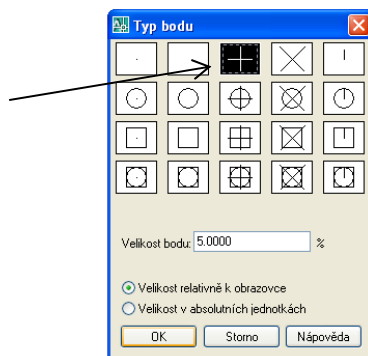 Typ bodu
Velikost bodu: 5.0000 %
Velikost relativně k obrazovce
Velikost v absolutních jednotkách
OK Storno Nápověda